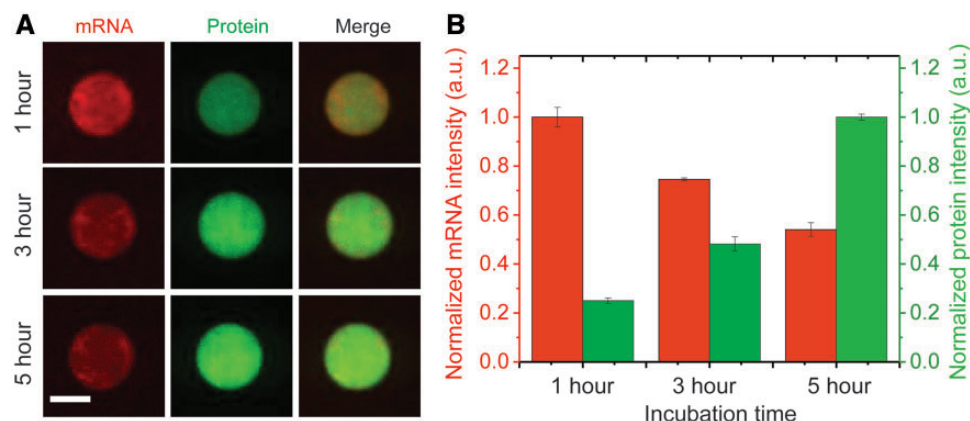 A
mRNA
Protein
Merge
1 hour
3 hour
5 hour
B
Normalized mRNA intensity (a.u.)
1.2
1.0
0.8
0.6
0.4
0.2
0.0
1 hour
3 hour
5 hour
Incubation time
1.2
1.0
0.8
0.6
0.4
0.2
0.0
Normalized protein intensity (a.u.)